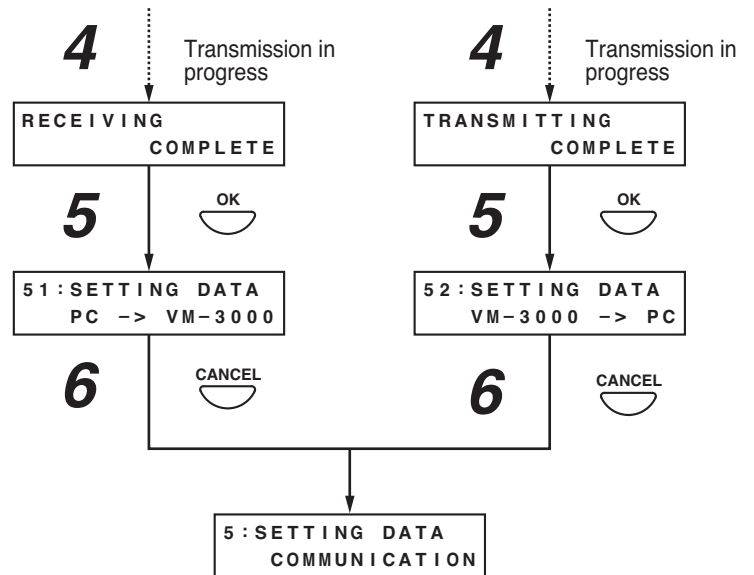 4
Transmission in
progress
RECEIVING
COMPLETE
5
OK
51:SETTING DATA
PC -> VM-3000
6
CANCEL
4
Transmission in
progress
TRANSMITTING
COMPLETE
5
OK
52:SETTING DATA
VM-3000 -> PC
6
CANCEL
5:SETTING DATA
COMMUNICATION